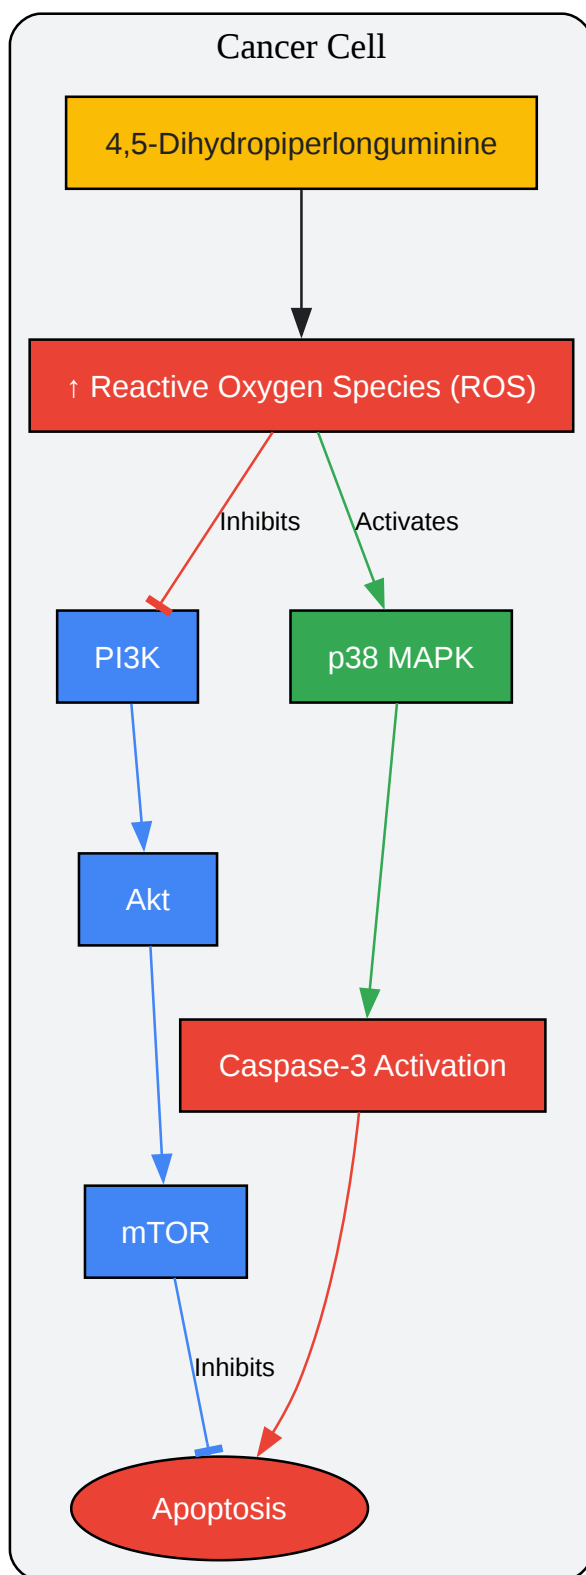 Cancer Cell
4,5-Dihydropiperlonguminine
↑ Reactive Oxygen Species (ROS)
Inhibits
Activates
PI3K
p38 MAPK
Akt
Caspase-3 Activation
mTOR
Inhibits
Apoptosis